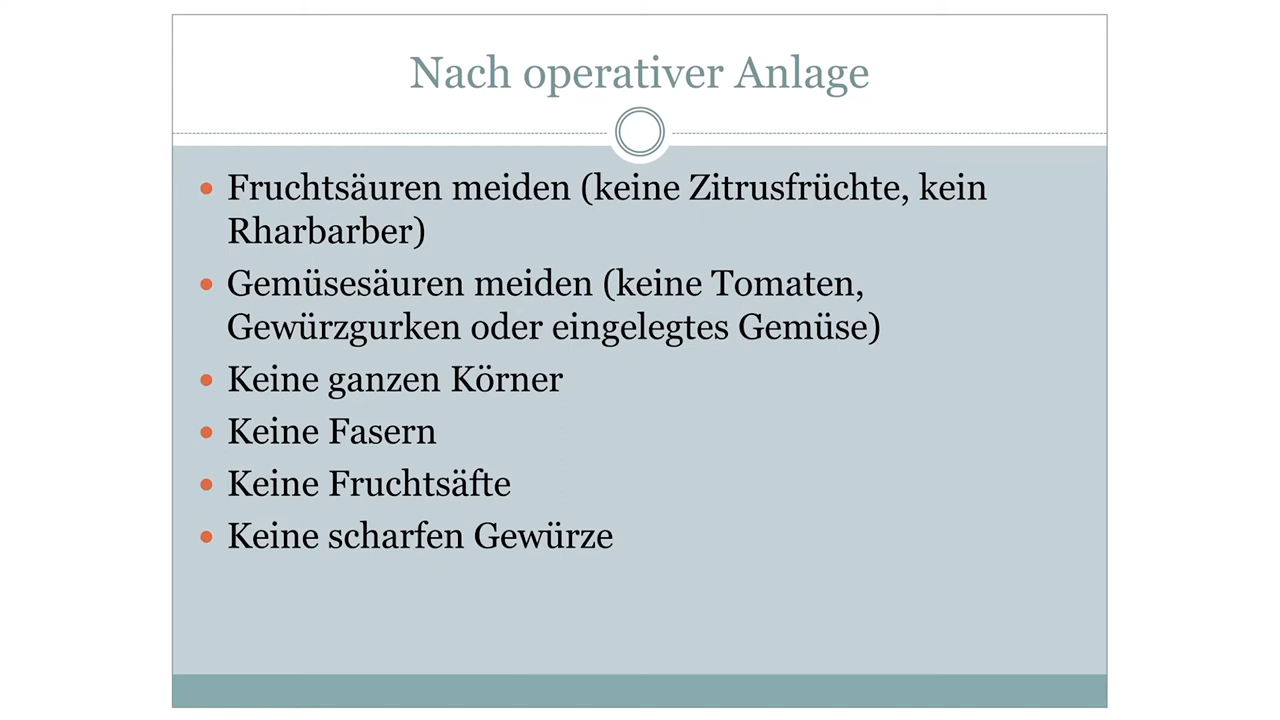 Nach operativer Anlage
• Fruchtsäuren meiden (keine Zitrusfrüchte, kein
Rharbarber)
• Gemüsesäuren meiden (keine Tomaten,
Gewürzgurken oder eingelegtes Gemüse)
• Keine ganzen Körner
• Keine Fasern
• Keine Fruchtsäfte
• Keine scharfen Gewürze